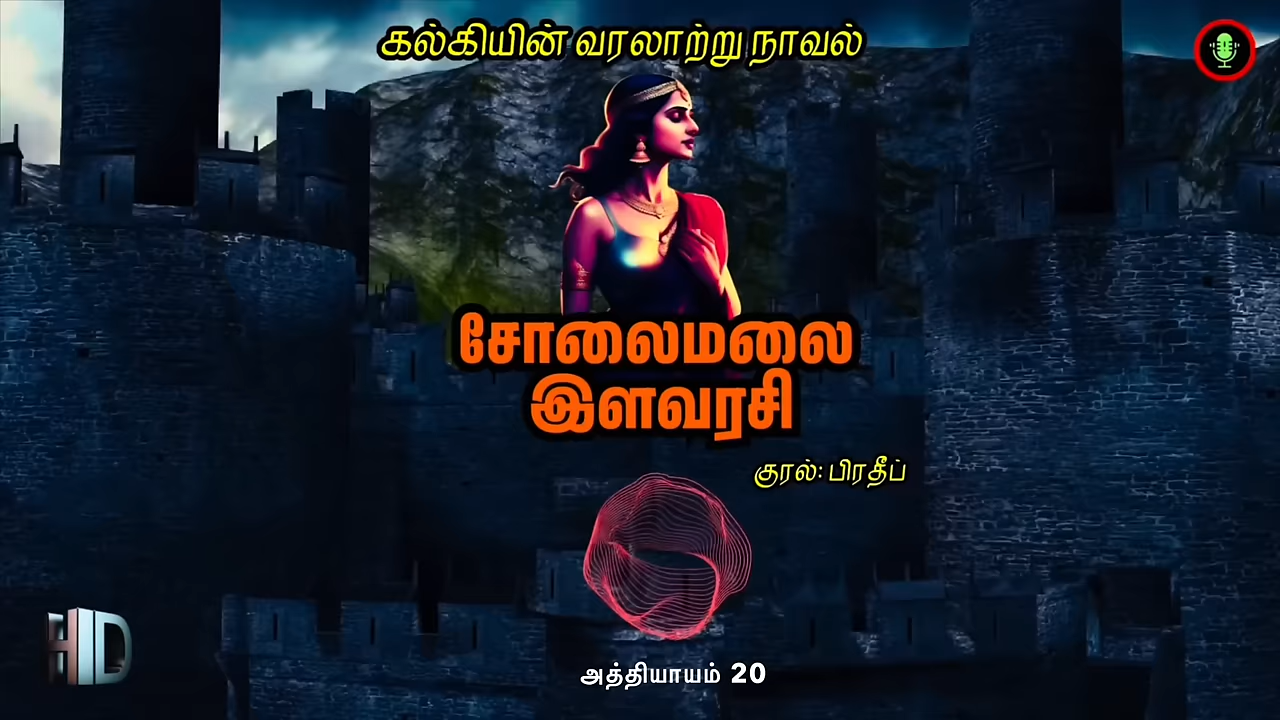 கல்கியின் வரலாற்று நாவல்
சோலைமலை
இளவரசி
குரல்: பிரதீப்
HD
அத்தியாயம் 20